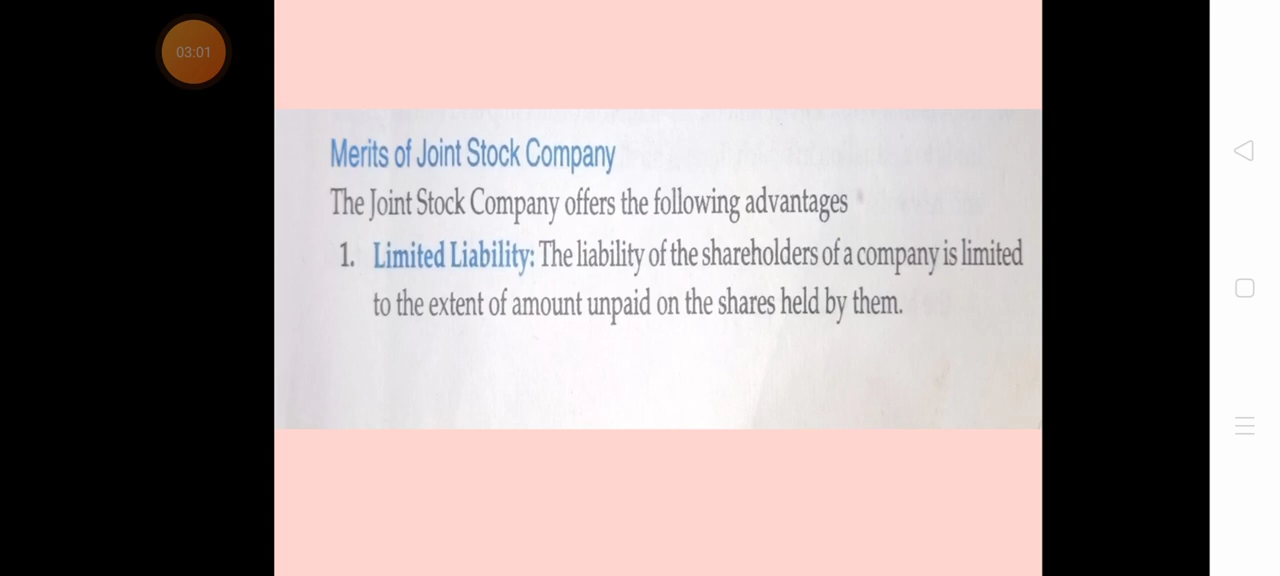 03:01
Merits of Joint Stock Company
The Joint Stock Company offers the following advantages
1. Limited Liability: The liability of the shareholders of a company is limited
to the extent of amount unpaid on the shares held by them.